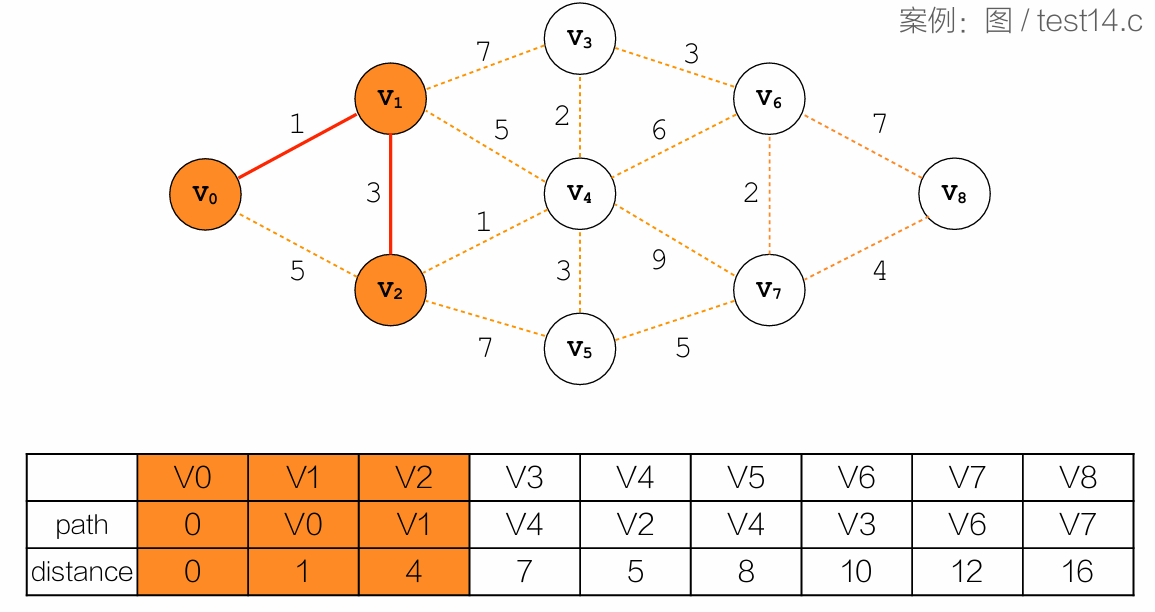 案例：图 / test14.c
7
V3
3
V1
V6
1
5
2
6
7
V0
3
V4
2
V8
1
5
3
9
4
V2
V7
7
V5
5
V0 V1 V2 V3 V4 V5 V6 V7 V8
path 0 V0 V1 V4 V2 V4 V3 V6 V7
distance 0 1 4 7 5 8 10 12 16